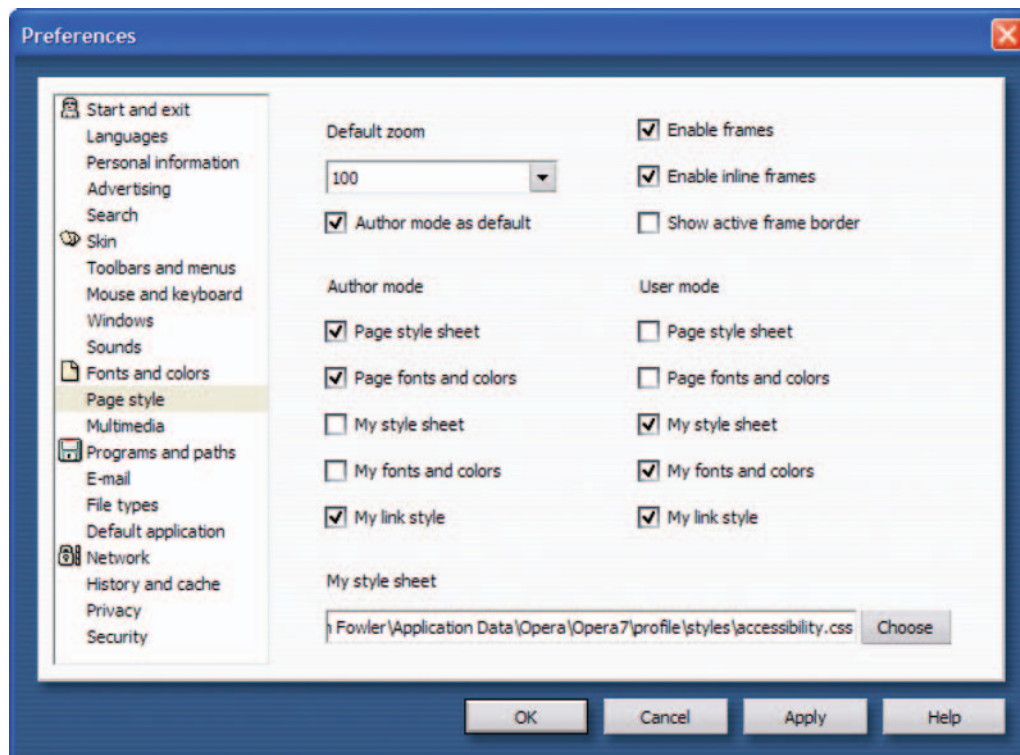 Preferences
Start and exit
Languages
Personal information
Advertising
Search
Skin
Toolbars and menus
Mouse and keyboard
Windows
Sounds
Fonts and colors
Page style
Multimedia
Programs and paths
E-mail
File types
Default application
Network
History and cache
Privacy
Security
Default zoom
100
Author mode as default
Enable frames
Enable inline frames
Show active frame border
Author mode
Page style sheet
Page fonts and colors
My style sheet
My fonts and colors
My link style
User mode
Page style sheet
Page fonts and colors
My style sheet
My fonts and colors
My link style
My style sheet
Fowler\Application Data\Opera\Opera7\profile\styles\accessibility.css
Choose
OK
Cancel
Apply
Help